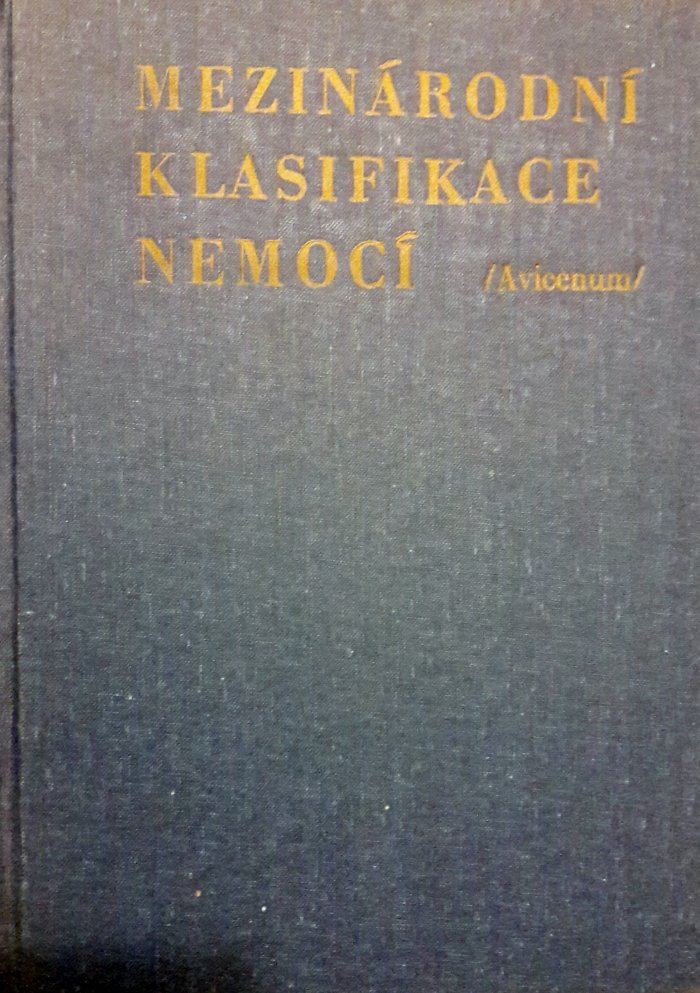 MEZINÁRODNÍ
KLASIFIKACE
NEMOCÍ /Avicenum/